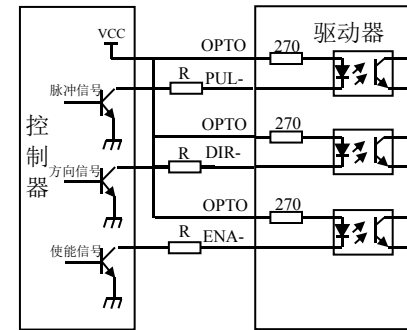 VCC
OPTO
270
驱动器
脉冲信号
R
PUL-
OPTO
270
控制器
方向信号
R
DIR-
OPTO
270
使能信号
R
ENA-